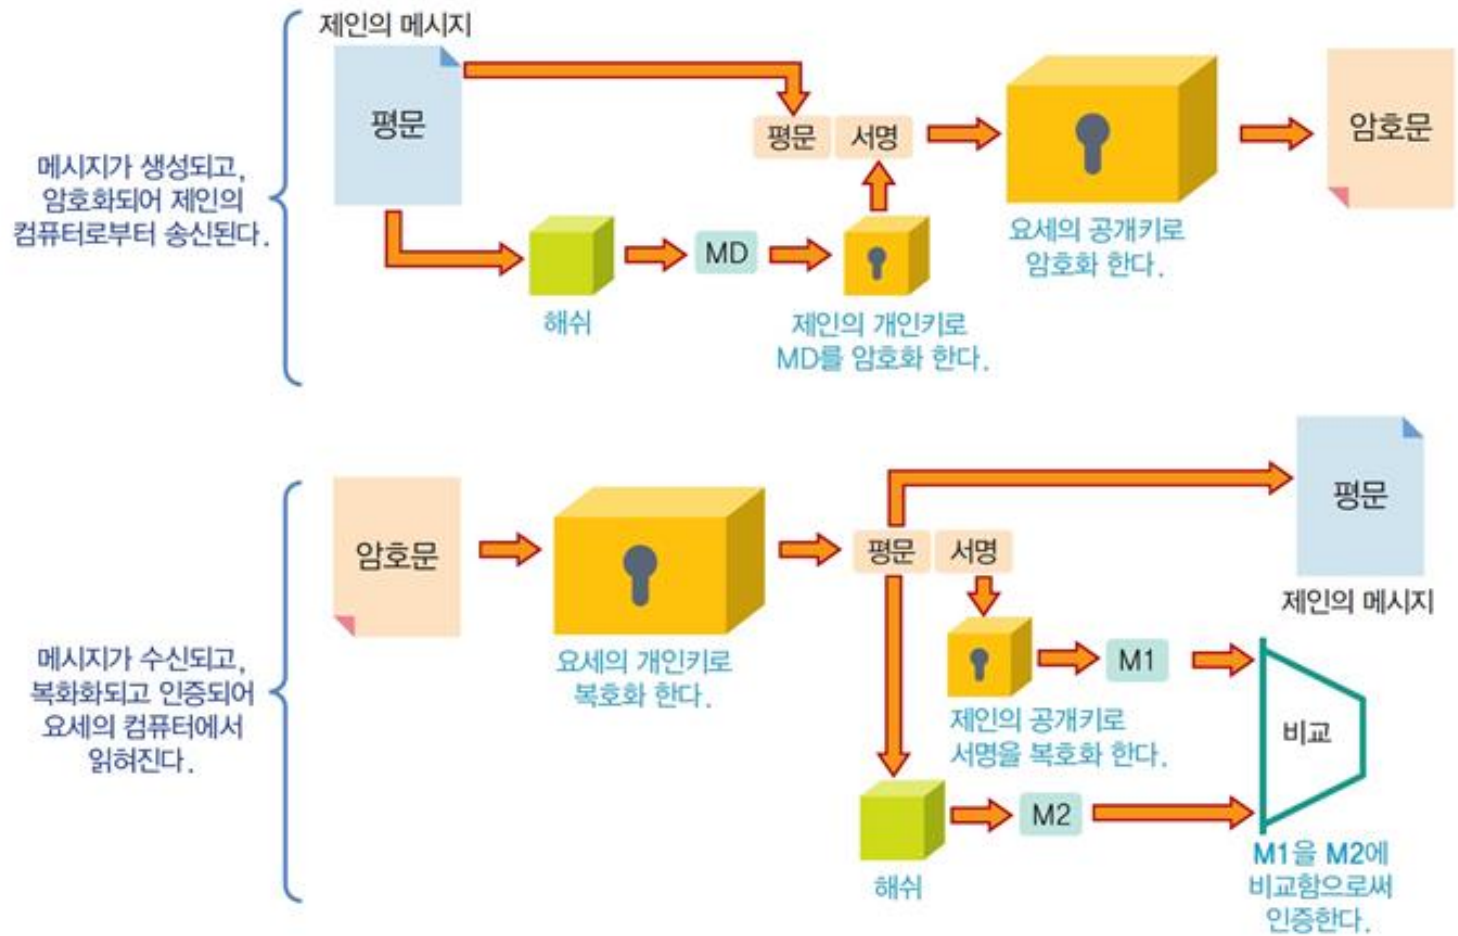 제인의 메시지
평문
메시지가 생성되고,
암호화되어 제인의
컴퓨터로부터 송신된다.
평문 서명
암호문
해쉬
MD
제인의 개인키로
MD를 암호화 한다.
요세의 공개키로
암호화 한다.
메시지가 수신되고,
복화화되고 인증되어
요세의 컴퓨터에서
읽혀진다.
암호문
요세의 개인키로
복호화 한다.
평문 서명
평문
제인의 메시지
M1
제인의 공개키로
서명을 복호화 한다.
비교
해쉬
M2
M1을 M2에
비교함으로써
인증한다.